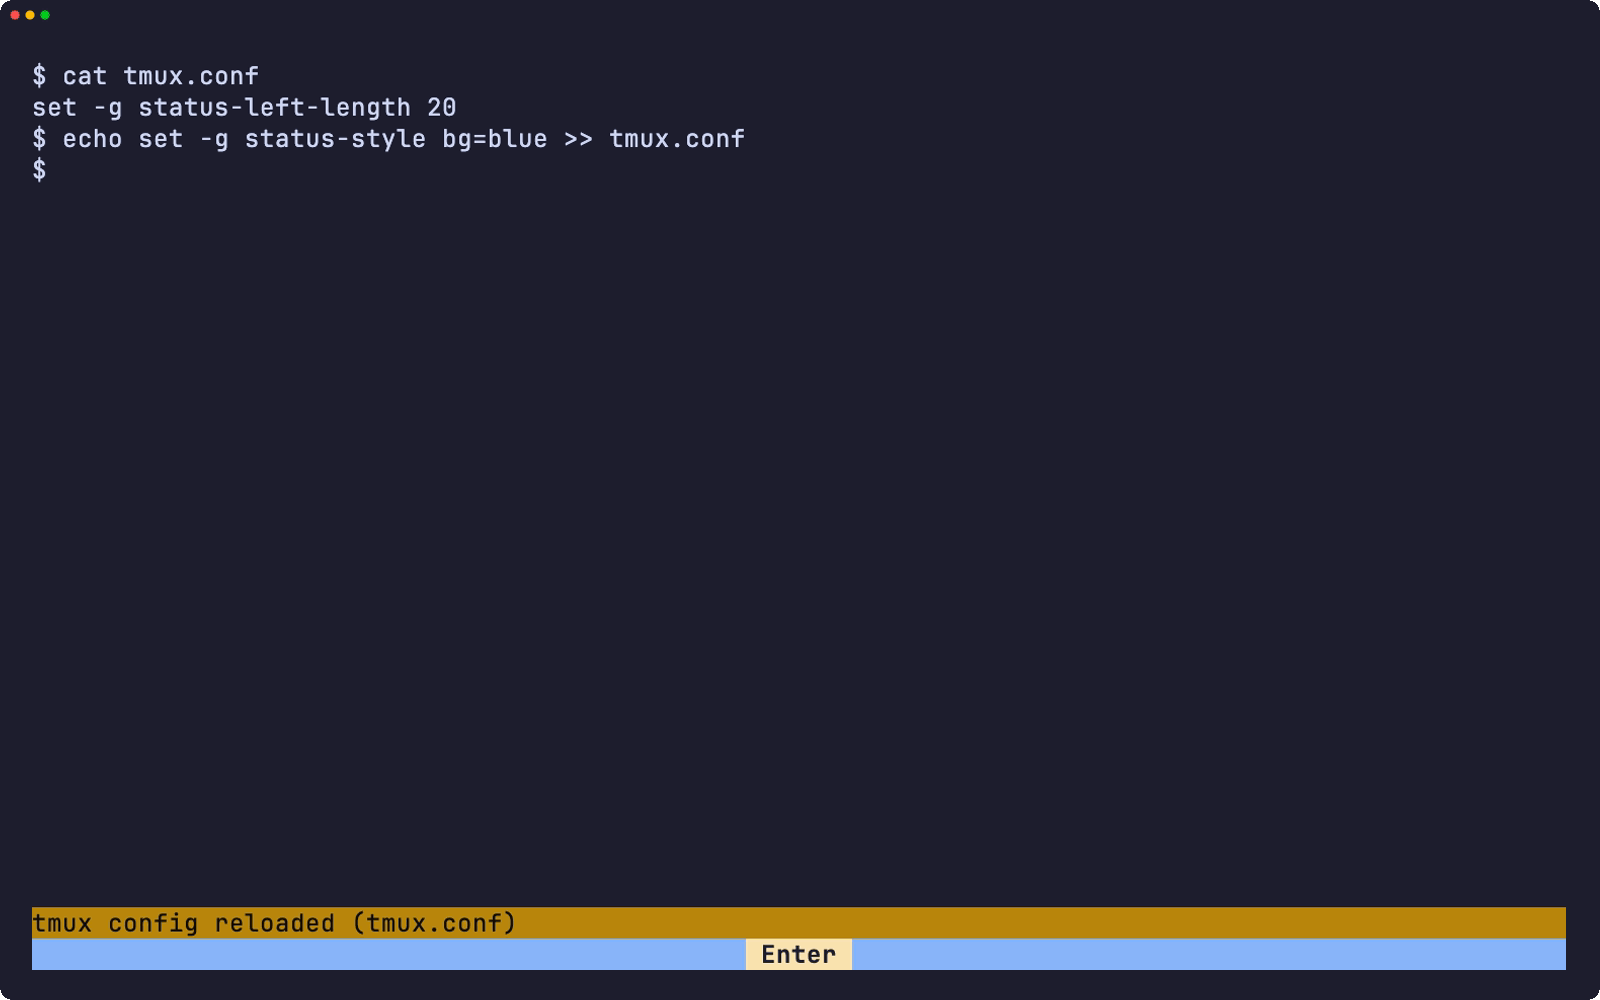 $ cat tmux.conf
set -g status-left-length 20
$ echo set -g status-style bg=blue >> tmux.conf
$
tmux config reloaded (tmux.conf)
Enter